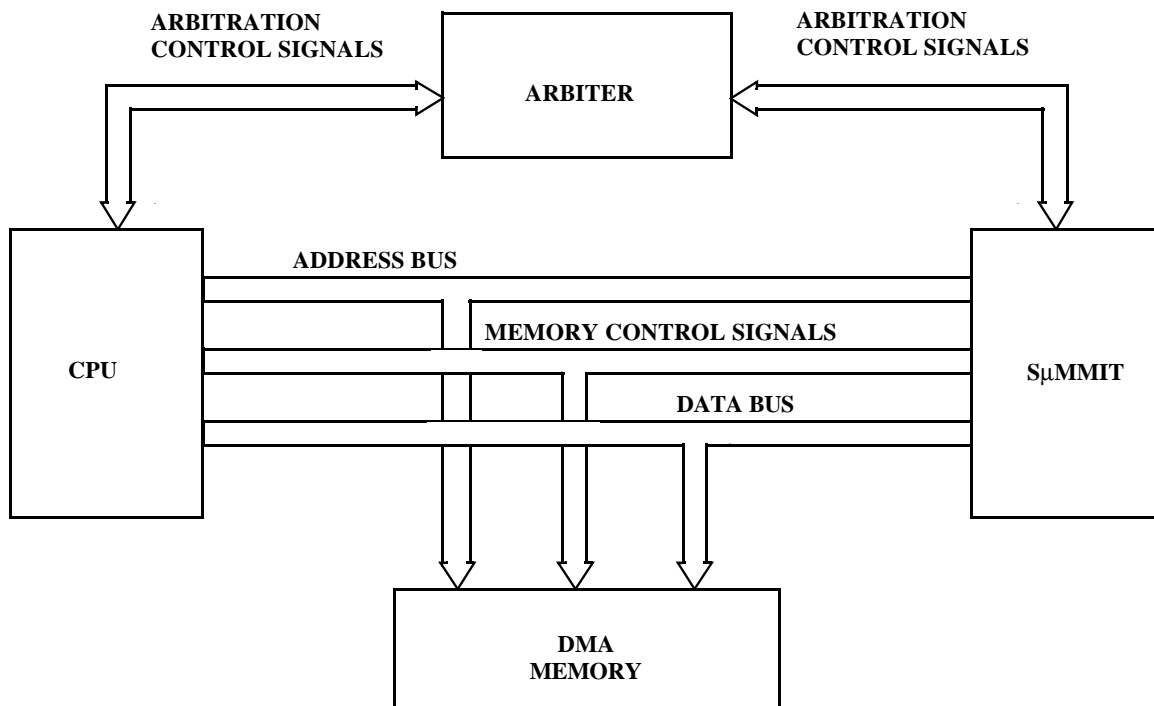 ARBITRATION
CONTROL SIGNALS
ARBITRATION
CONTROL SIGNALS
ARBITER
ADDRESS BUS
MEMORY CONTROL SIGNALS
CPU
SμMMIT
DATA BUS
DMA
MEMORY